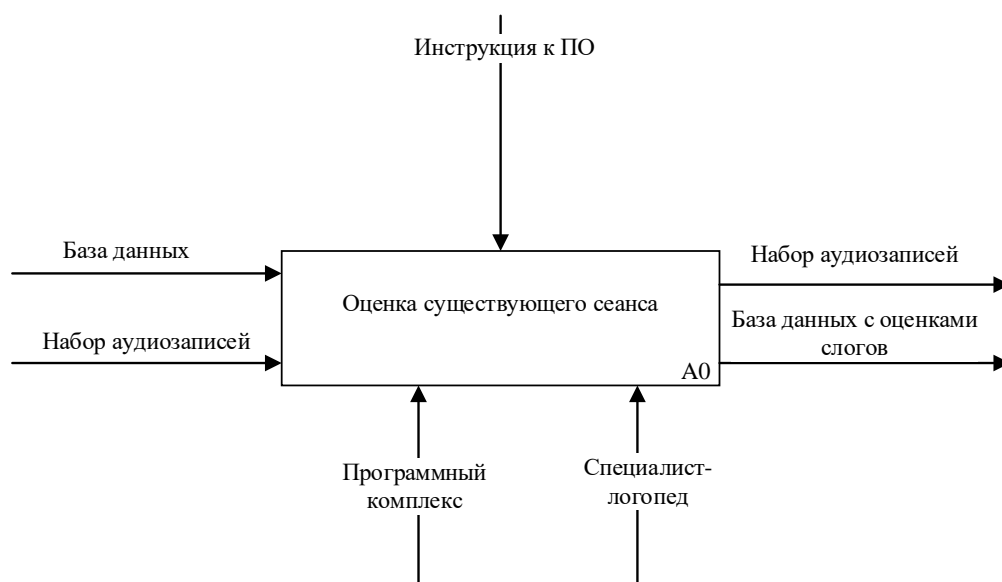 Инструкция к ПО
База данных
Набор аудиозаписей
Оценка существующего сеанса
A0
Набор аудиозаписей
База данных с оценками
слогов
Программный
комплекс
Специалист-
логопед